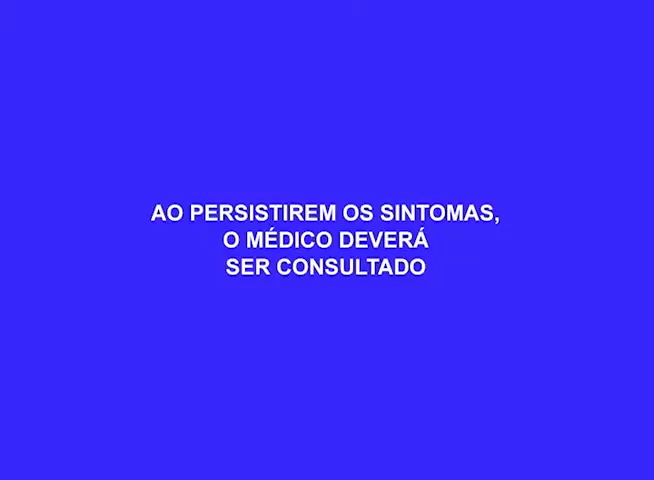 AO PERSISTIREM OS SINTOMAS,
O MÉDICO DEVERÁ
SER CONSULTADO